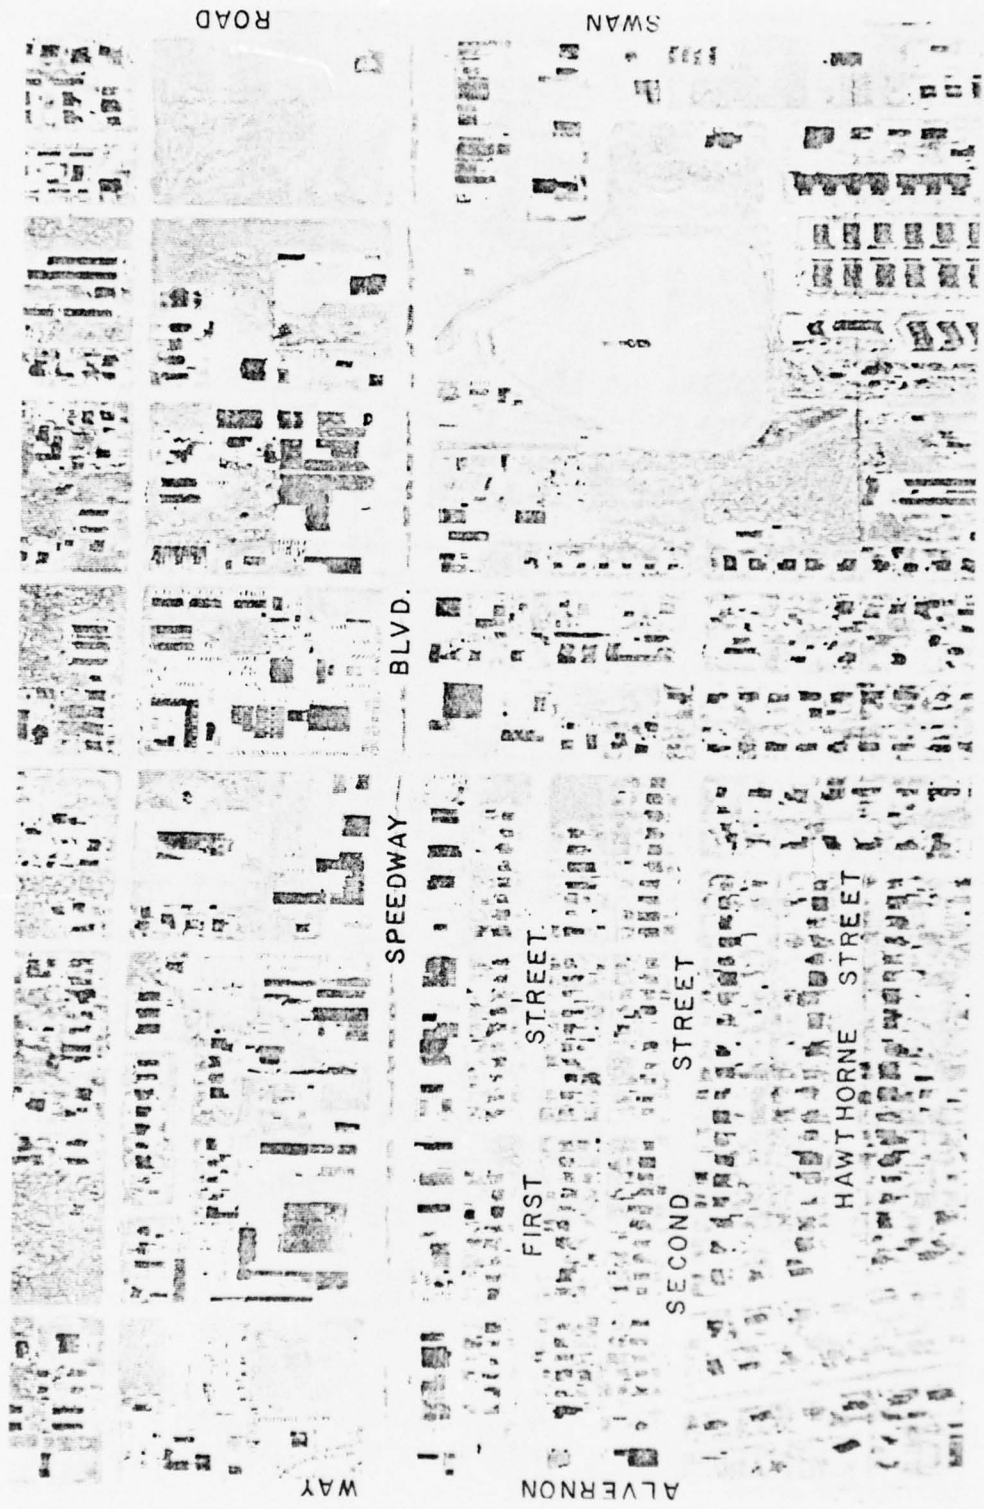 SWAN ROAD
SPEEDWAY BLVD.
FIRST STREET
SECOND STREET
HAWTHORNE STREET
ALVERNON WAY